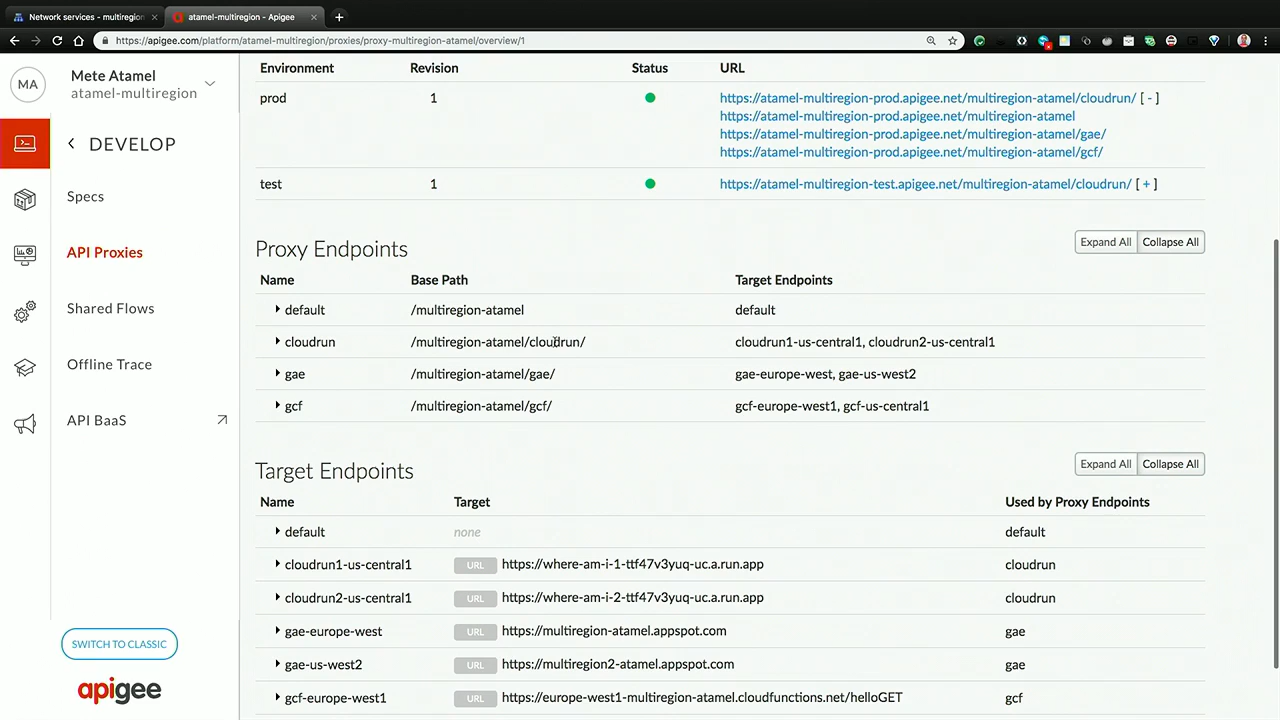 Network services - multiregion
atamel-multiregion - Apigee
https://apigee.com/platform/atamel-multiregion/proxies/proxy-multiregion-atamel/overview/1
MA
Mete Atamel
atamel-multiregion
DEVELOP
Specs
API Proxies
Shared Flows
Offline Trace
API BaaS
SWITCH TO CLASSIC
apigee
Environment Revision Status URL
prod 1 https://atamel-multiregion-prod.apigee.net/multiregion-atamel/cloudrun/ [ - ]
https://atamel-multiregion-prod.apigee.net/multiregion-atamel
https://atamel-multiregion-prod.apigee.net/multiregion-atamel/gae/
https://atamel-multiregion-prod.apigee.net/multiregion-atamel/gcf/
test 1 https://atamel-multiregion-test.apigee.net/multiregion-atamel/cloudrun/ [ + ]
Proxy Endpoints Expand All Collapse All
Name Base Path Target Endpoints
default /multiregion-atamel default
cloudrun /multiregion-atamel/cloudrun/ cloudrun1-us-central1, cloudrun2-us-central1
gae /multiregion-atamel/gae/ gae-europe-west, gae-us-west2
gcf /multiregion-atamel/gcf/ gcf-europe-west1, gcf-us-central1
Target Endpoints Expand All Collapse All
Name Target Used by Proxy Endpoints
default none default
cloudrun1-us-central1 URL https://where-am-i-1-ttf47v3yuq-uc.a.run.app cloudrun
cloudrun2-us-central1 URL https://where-am-i-2-ttf47v3yuq-uc.a.run.app cloudrun
gae-europe-west URL https://multiregion-atamel.appspot.com gae
gae-us-west2 URL https://multiregion2-atamel.appspot.com gae
gcf-europe-west1 URL https://europe-west1-multiregion-atamel.cloudfunctions.net/helloGET gcf